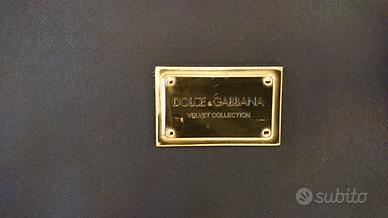 DOLCE & GABBANA
VELVET COLLECTION
subito